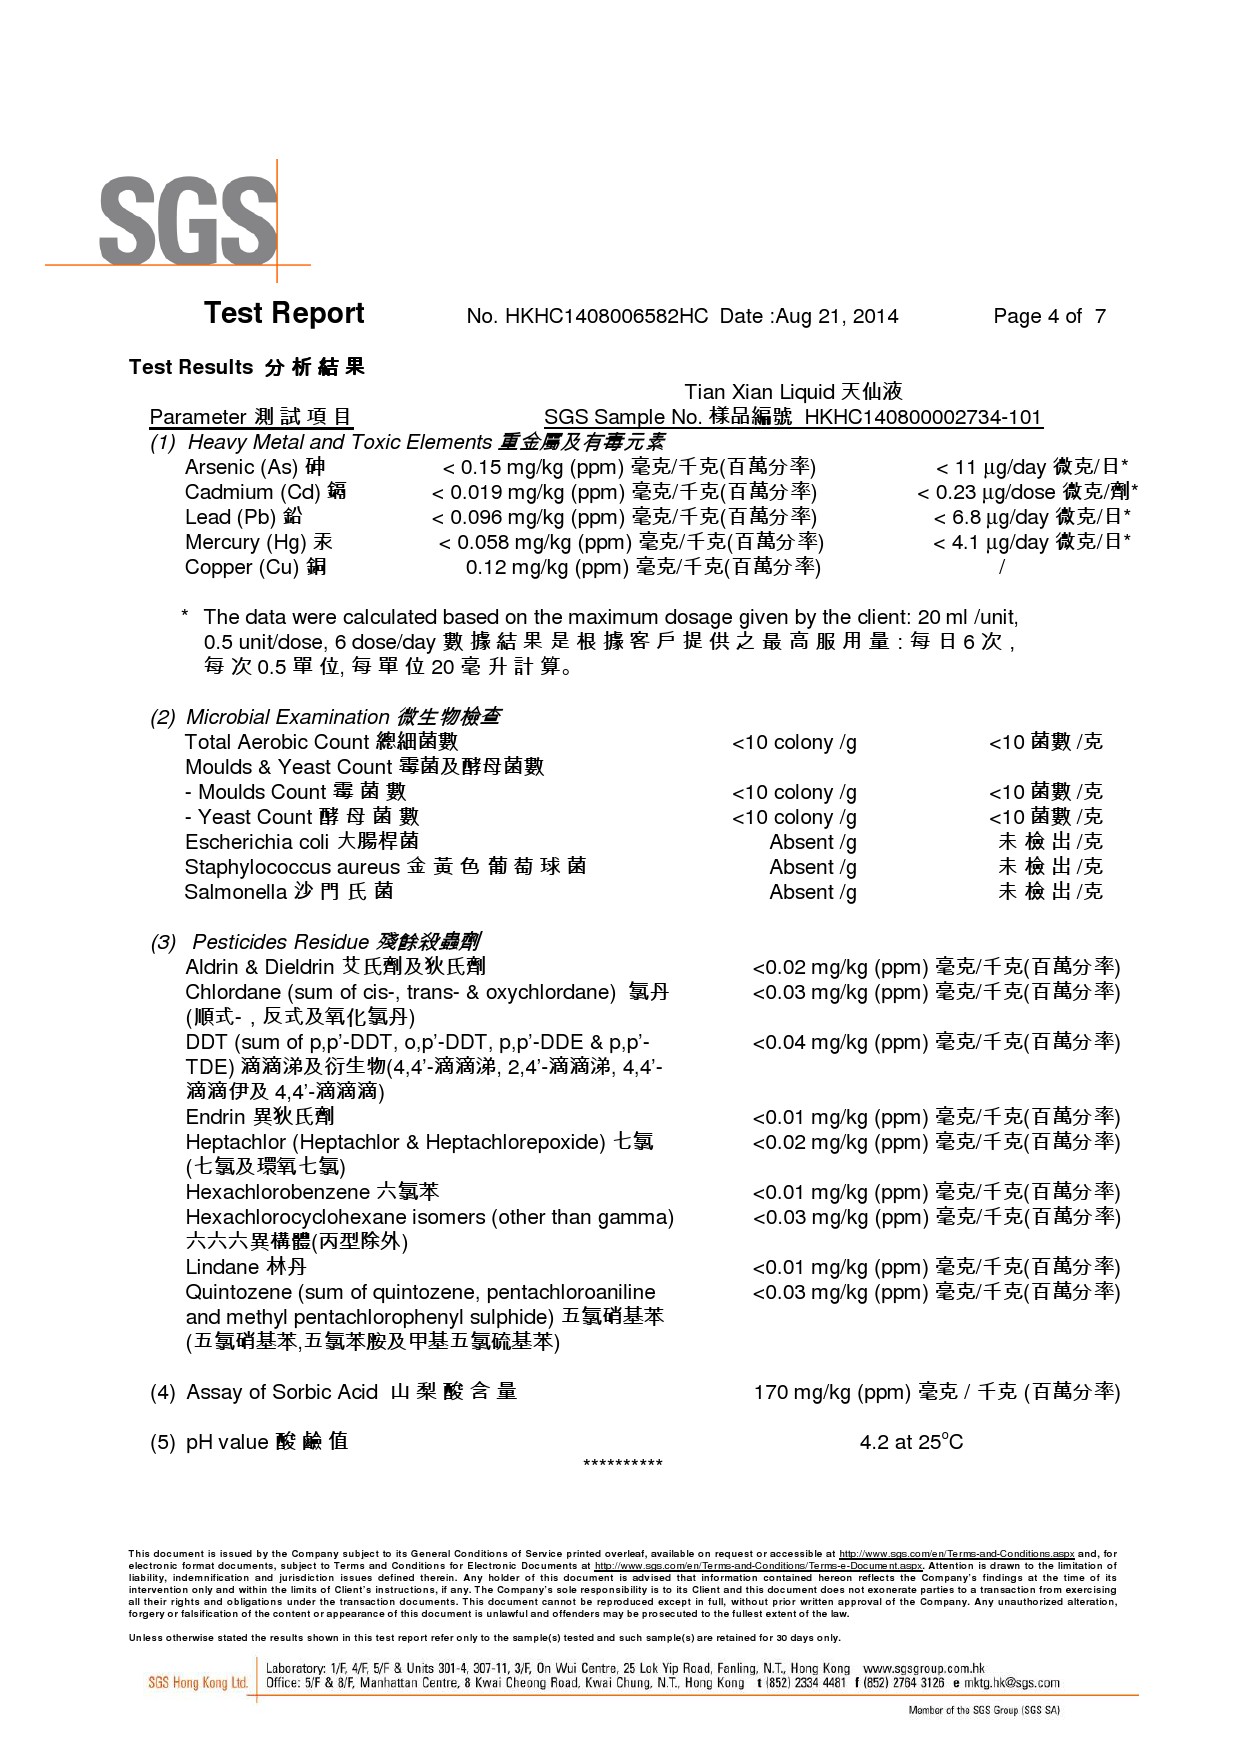 SGS
Test Report No. HKHC1408006582HC Date :Aug 21, 2014 Page 4 of 7
Test Results 分析結果
Tian Xian Liquid 天仙液
Parameter 測試項目 SGS Sample No. 樣品編號 HKHC140800002734-101
(1) Heavy Metal and Toxic Elements 重金屬及有毒元素
Arsenic (As) 砷 < 0.15 mg/kg (ppm) 毫克/千克(百萬分率) < 11 μg/day 微克/日*
Cadmium (Cd) 鎘 < 0.019 mg/kg (ppm) 毫克/千克(百萬分率) < 0.23 μg/dose 微克/劑*
Lead (Pb) 鉛 < 0.096 mg/kg (ppm) 毫克/千克(百萬分率) < 6.8 μg/day 微克/日*
Mercury (Hg) 汞 < 0.058 mg/kg (ppm) 毫克/千克(百萬分率) < 4.1 μg/day 微克/日*
Copper (Cu) 銅 0.12 mg/kg (ppm) 毫克/千克(百萬分率) /
* The data were calculated based on the maximum dosage given by the client: 20 ml /unit,
0.5 unit/dose, 6 dose/day 數據結果是根據客戶提供之最高服用量:每日6次,
每次0.5單位,每單位20毫升計算。
(2) Microbial Examination 微生物檢查
Total Aerobic Count 總細菌數 <10 colony /g <10 菌數 /克
Moulds & Yeast Count 霉菌及酵母菌數
- Moulds Count 霉菌數 <10 colony /g <10 菌數 /克
- Yeast Count 酵母菌數 <10 colony /g <10 菌數 /克
Escherichia coli 大腸桿菌 Absent /g 未檢出/克
Staphylococcus aureus 金黃色葡萄球菌 Absent /g 未檢出/克
Salmonella 沙門氏菌 Absent /g 未檢出/克
(3) Pesticides Residue 殘餘殺蟲劑
Aldrin & Dieldrin 艾氏劑及狄氏劑 <0.02 mg/kg (ppm) 毫克/千克(百萬分率)
Chlordane (sum of cis-, trans- & oxychlordane) 氯丹 <0.03 mg/kg (ppm) 毫克/千克(百萬分率)
(順式- , 反式及氧化氯丹)
DDT (sum of p,p’-DDT, o,p’-DDT, p,p’-DDE & p,p’- <0.04 mg/kg (ppm) 毫克/千克(百萬分率)
TDE) 滴滴涕及衍生物(4,4’-滴滴涕, 2,4’-滴滴涕, 4,4’-
滴滴伊及 4,4’-滴滴滴)
Endrin 異狄氏劑 <0.01 mg/kg (ppm) 毫克/千克(百萬分率)
Heptachlor (Heptachlor & Heptachlorepoxide) 七氯 <0.02 mg/kg (ppm) 毫克/千克(百萬分率)
(七氯及環氧七氯)
Hexachlorobenzene 六氯苯 <0.01 mg/kg (ppm) 毫克/千克(百萬分率)
Hexachlorocyclohexane isomers (other than gamma) <0.03 mg/kg (ppm) 毫克/千克(百萬分率)
六六六異構體(丙型除外)
Lindane 林丹 <0.01 mg/kg (ppm) 毫克/千克(百萬分率)
Quintozene (sum of quintozene, pentachloroaniline <0.03 mg/kg (ppm) 毫克/千克(百萬分率)
and methyl pentachlorophenyl sulphide) 五氯硝基苯
(五氯硝基苯,五氯苯胺及甲基五氯硫基苯)
(4) Assay of Sorbic Acid 山梨酸含量 170 mg/kg (ppm) 毫克 / 千克 (百萬分率)
(5) pH value 酸鹼值 4.2 at 25°C
**********
This document is issued by the Company subject to its General Conditions of Service printed overleaf, available on request or accessible at http://www.sgs.com/en/Terms-and-Conditions.aspx and, for
electronic format documents, subject to Terms and Conditions for Electronic Documents at http://www.sgs.com/en/Terms-and-Conditions/Terms-e-Document.aspx. Attention is drawn to the limitation of
liability, indemnification and jurisdiction issues defined therein. Any holder of this document is advised that information contained hereon reflects the Company’s findings at the time of its
intervention only and within the limits of Client’s instructions, if any. The Company’s sole responsibility is to its Client and this document does not exonerate parties to a transaction from exercising
all their rights and obligations under the transaction documents. This document cannot be reproduced except in full, without prior written approval of the Company. Any unauthorized alteration,
forgery or falsification of the content or appearance of this document is unlawful and offenders may be prosecuted to the fullest extent of the law.
Unless otherwise stated the results shown in this test report refer only to the sample(s) tested and such sample(s) are retained for 30 days only.
SGS Hong Kong Ltd. Laboratory: 1/F, 4/F, 5/F & Units 301-4, 307-11, 3/F, On Wui Centre, 25 Lok Yip Road, Fanling, N.T., Hong Kong www.sgsgroup.com.hk
Office: 5/F & 8/F, Manhattan Centre, 8 Kwai Cheong Road, Kwai Chung, N.T., Hong Kong t (852) 2334 4481 f (852) 2764 3126 e mktg.hk@sgs.com
Member of the SGS Group (SGS SA)